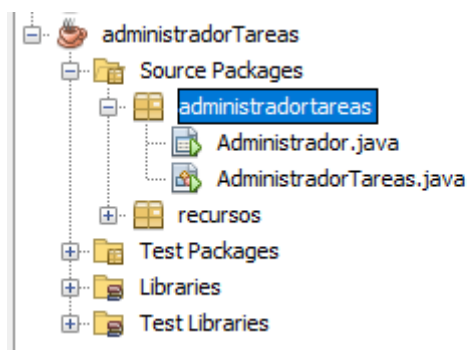 administradorTareas
Source Packages
administradortareas
Administrador.java
AdministradorTareas.java
recursos
Test Packages
Libraries
Test Libraries